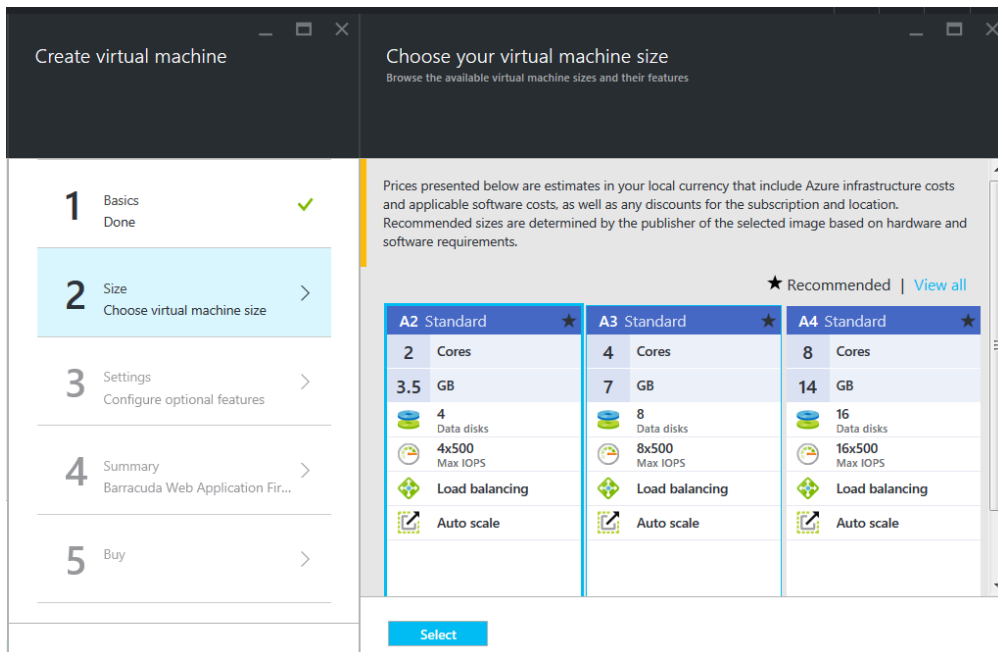 Create virtual machine
Choose your virtual machine size
Browse the available virtual machine sizes and their features
1
Basics
Done
2
Size
Choose virtual machine size
3
Settings
Configure optional features
4
Summary
Barracuda Web Application Fir...
5
Buy
Prices presented below are estimates in your local currency that include Azure infrastructure costs
and applicable software costs, as well as any discounts for the subscription and location.
Recommended sizes are determined by the publisher of the selected image based on hardware and
software requirements.
★ Recommended | View all
A2 Standard ★
2 Cores
3.5 GB
4
Data disks
4x500
Max IOPS
Load balancing
Auto scale
A3 Standard ★
4 Cores
7 GB
8
Data disks
8x500
Max IOPS
Load balancing
Auto scale
A4 Standard ★
8 Cores
14 GB
16
Data disks
16x500
Max IOPS
Load balancing
Auto scale
Select